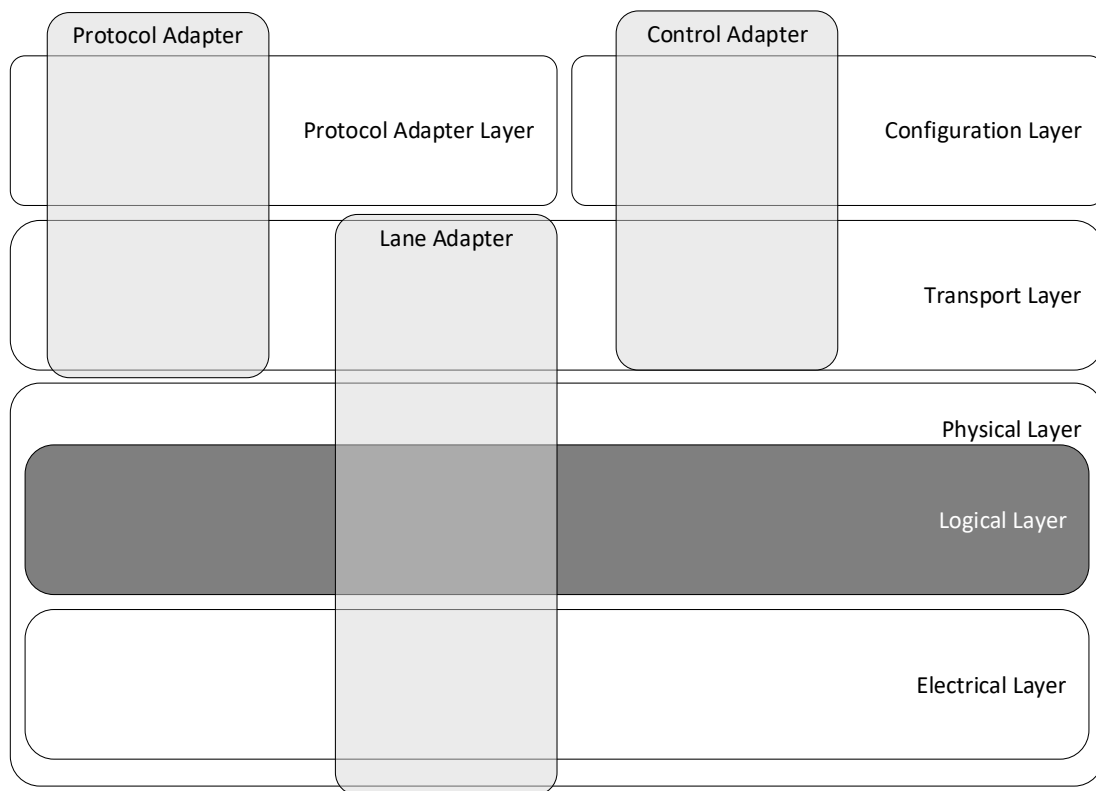 Protocol Adapter
Control Adapter
Protocol Adapter Layer
Configuration Layer
Lane Adapter
Transport Layer
Physical Layer
Logical Layer
Electrical Layer